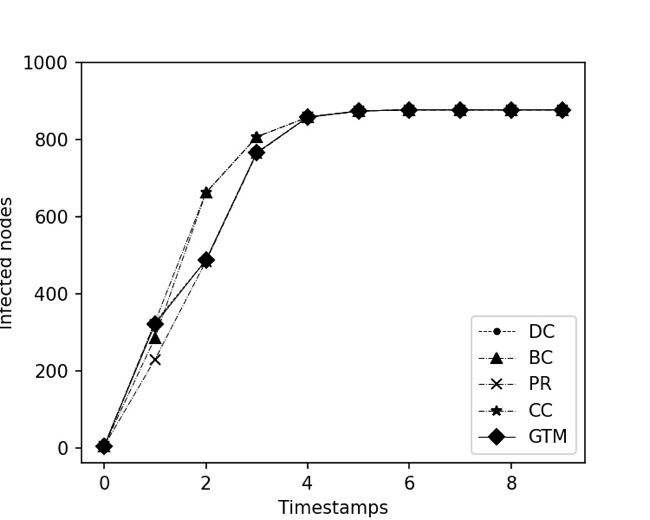 1000
800
600
400
200
0
Infected nodes
0 2 4 6 8
Timestamps
DC
BC
PR
CC
GTM